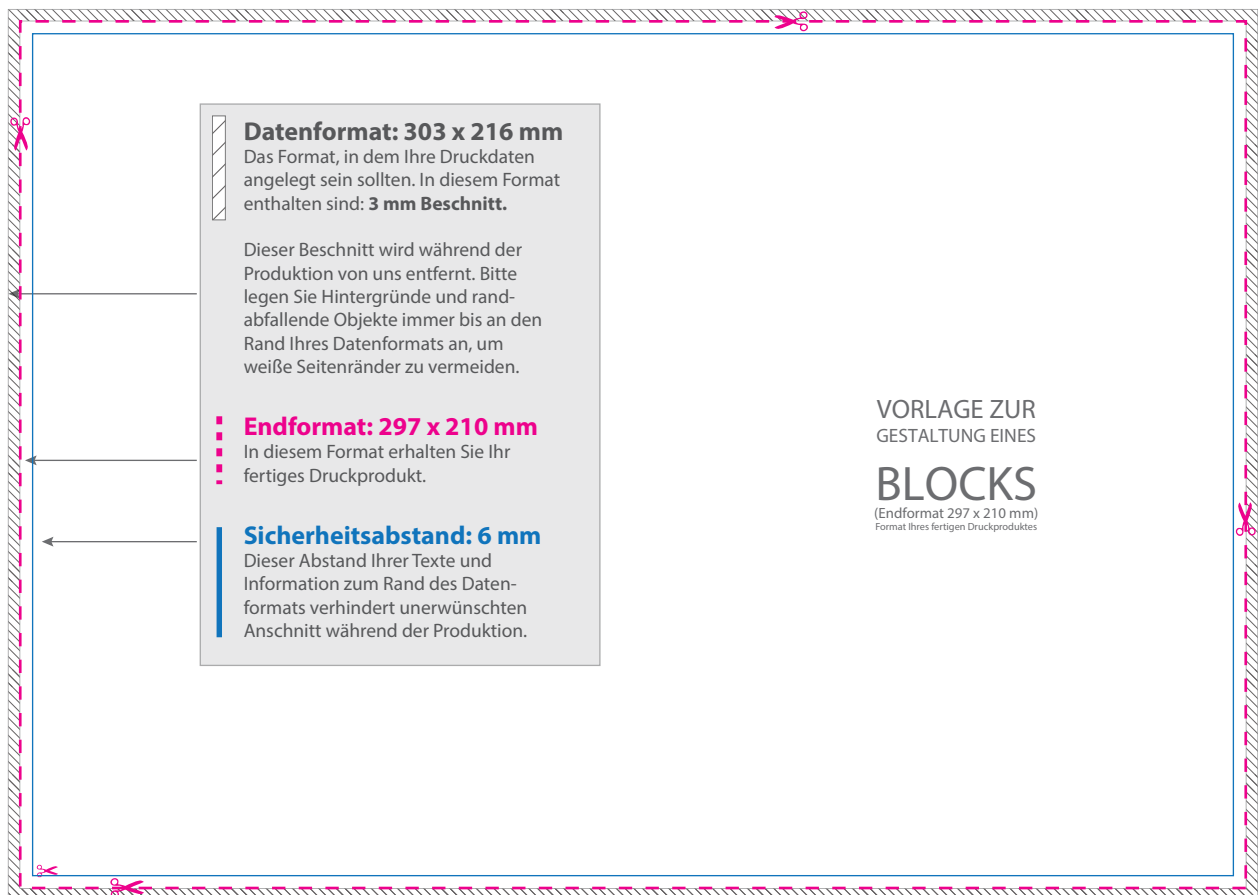 Datenformat: 303 x 216 mm
Das Format, in dem Ihre Druckdaten
angelegt sein sollten. In diesem Format
enthalten sind: 3 mm Beschnitt.
Dieser Beschnitt wird während der
Produktion von uns entfernt. Bitte
legen Sie Hintergründe und rand-
abfallende Objekte immer bis an den
Rand Ihres Datenformats an, um
weiße Seitenränder zu vermeiden.
Endformat: 297 x 210 mm
In diesem Format erhalten Sie Ihr
fertiges Druckprodukt.
Sicherheitsabstand: 6 mm
Dieser Abstand Ihrer Texte und
Information zum Rand des Daten-
formats verhindert unerwünschten
Anschnitt während der Produktion.
VORLAGE ZUR
GESTALTUNG EINES
BLOCKS
(Endformat 297 x 210 mm)
Format Ihres fertigen Druckproduktes